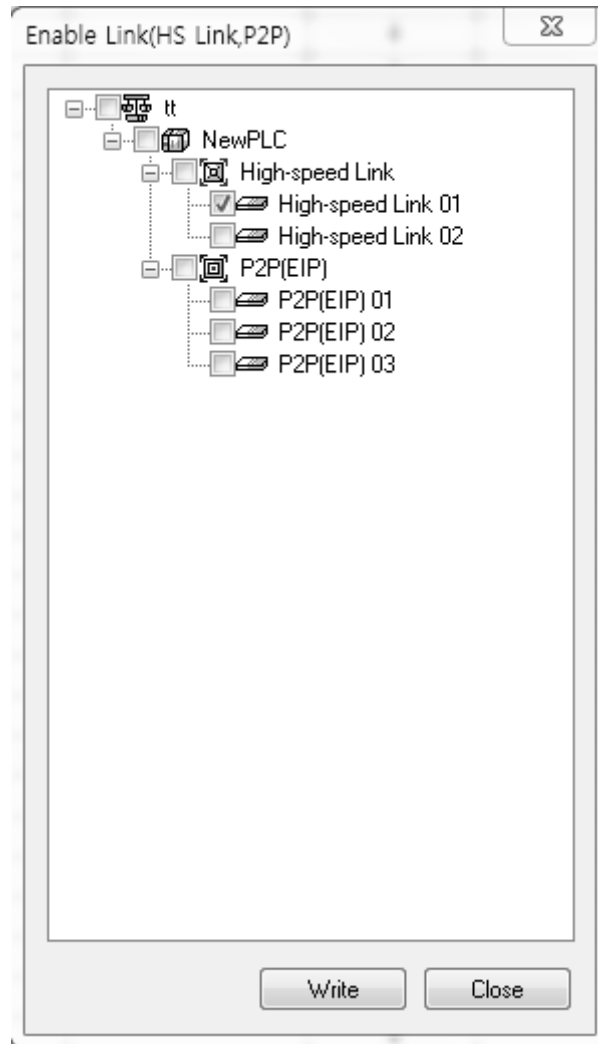 Enable Link(HS Link,P2P)
tt
NewPLC
High-speed Link
High-speed Link 01
High-speed Link 02
P2P(EIP)
P2P(EIP) 01
P2P(EIP) 02
P2P(EIP) 03
Write Close